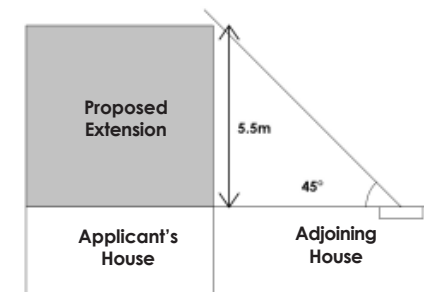 Proposed
Extension
5.5m
45°
Applicant's
House
Adjoining
House